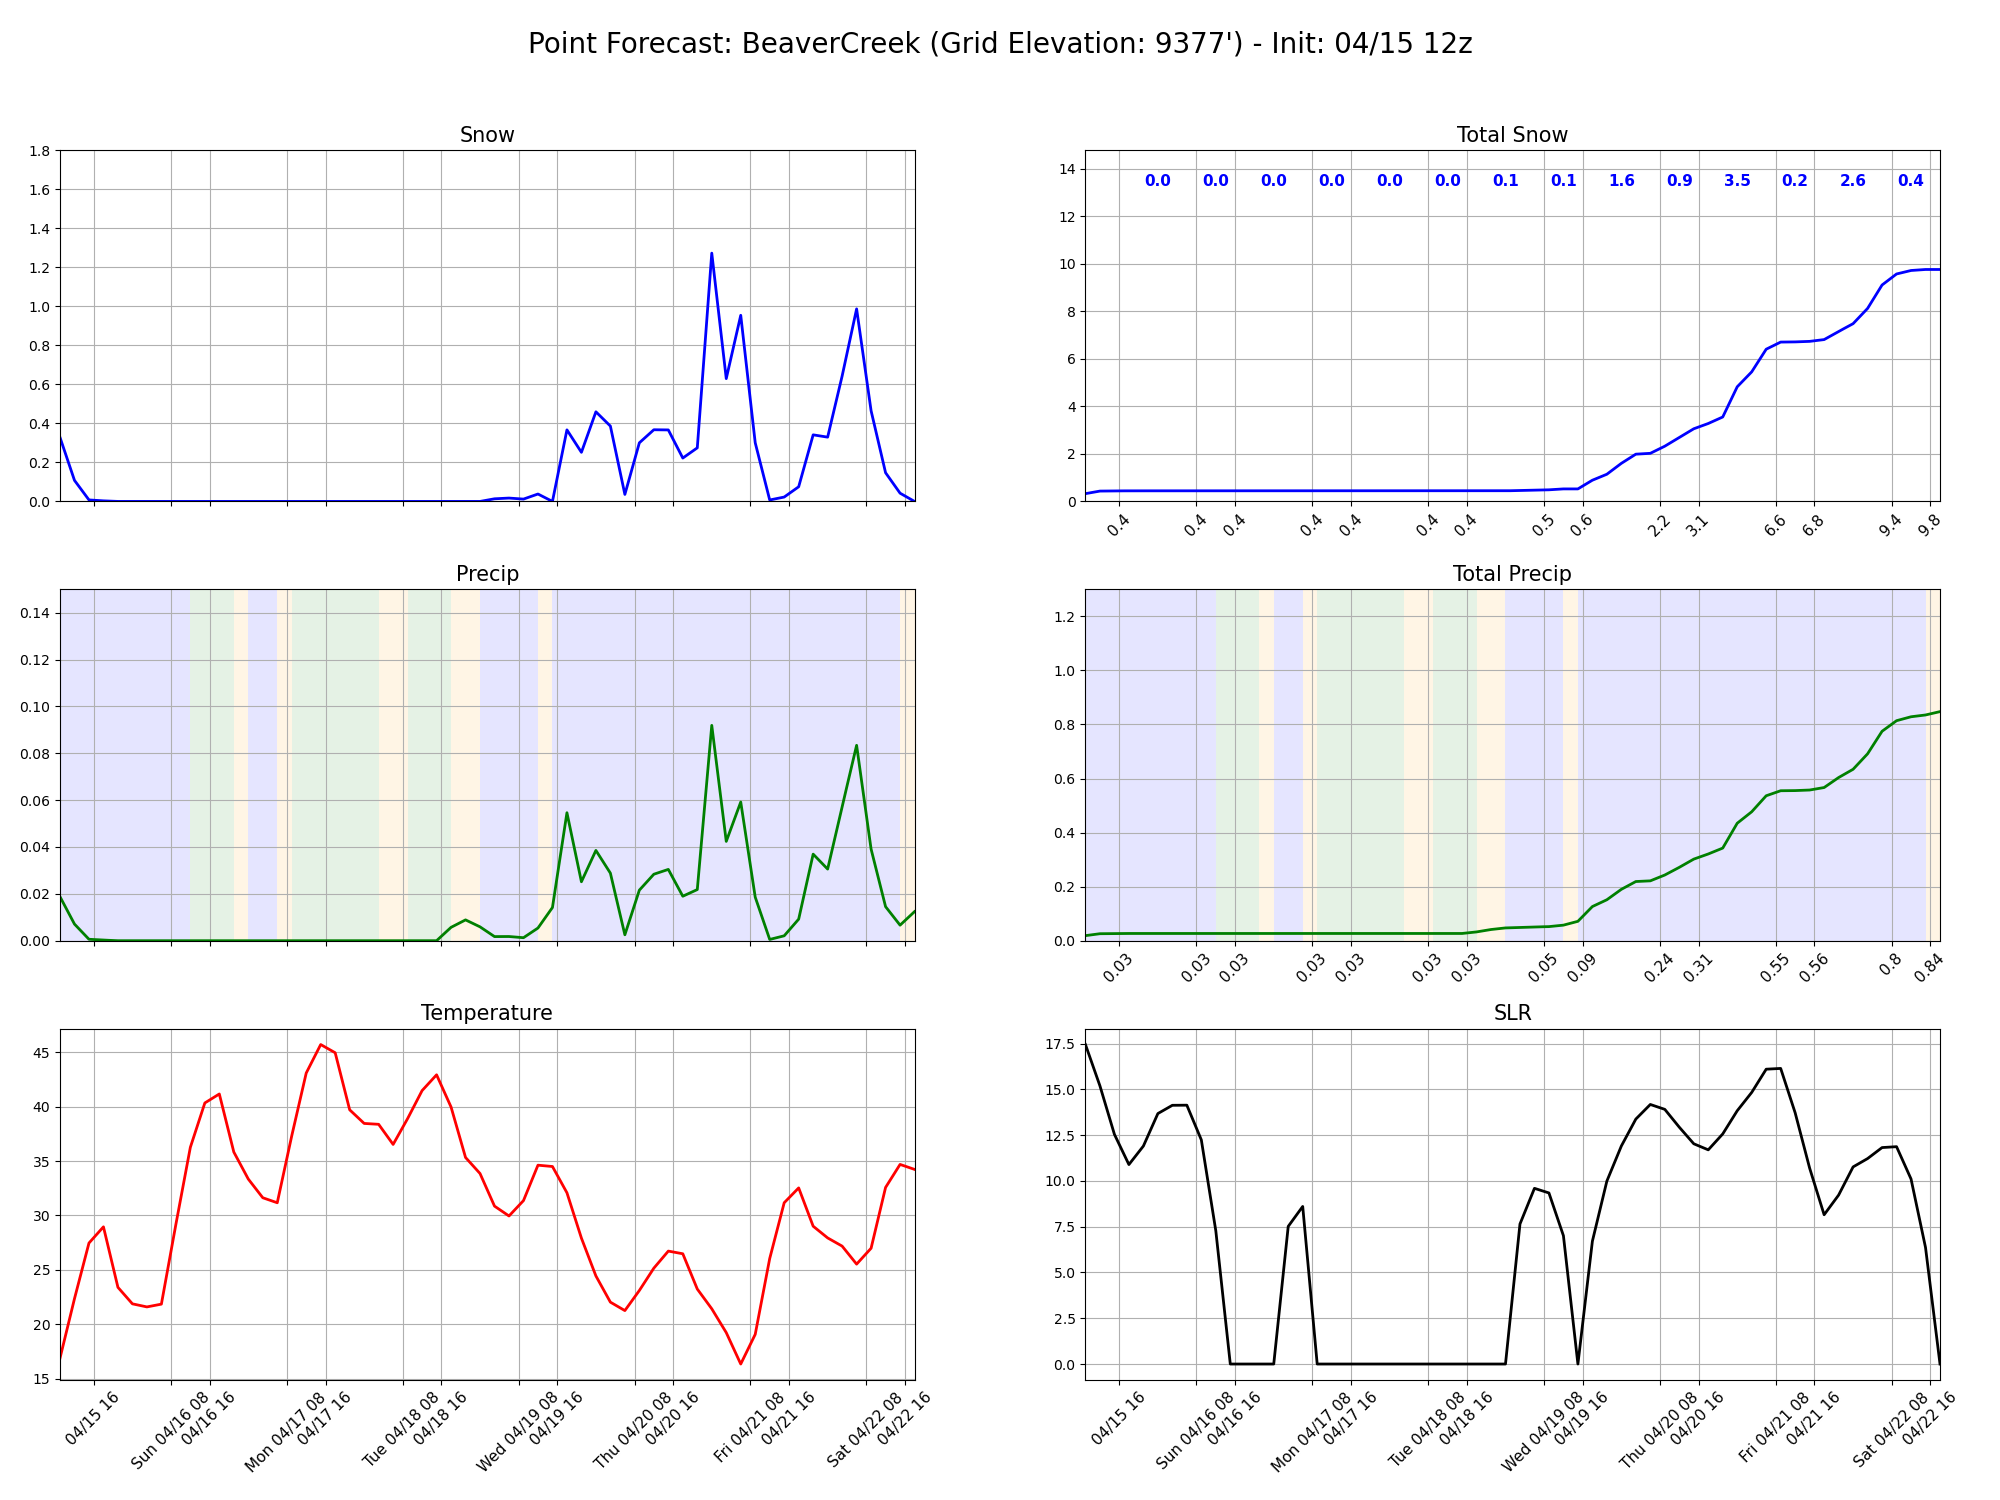 Point Forecast: BeaverCreek (Grid Elevation: 9377') - Init: 04/15 12z
Snow
1.8
1.6
1.4
1.2
1.0
0.8
0.6
0.4
0.2
0.0
Total Snow
14
12
10
8
6
4
2
0
0.0 0.0 0.0 0.0 0.0 0.0 0.1 0.1 1.6 0.9 3.5 0.2 2.6 0.4
0.4 0.4 0.4 0.4 0.4 0.4 0.4 0.5 0.6 2.2 3.1 6.6 6.8 9.4 9.8
Precip
0.14
0.12
0.10
0.08
0.06
0.04
0.02
0.00
Total Precip
1.2
1.0
0.8
0.6
0.4
0.2
0.0
0.03 0.03 0.03 0.03 0.03 0.03 0.03 0.05 0.09 0.24 0.31 0.55 0.56 0.8 0.84
Temperature
45
40
35
30
25
20
15
04/15 16
Sun 04/16 08
04/16 16
Mon 04/17 08
04/17 16
Tue 04/18 08
04/18 16
Wed 04/19 08
04/19 16
Thu 04/20 08
04/20 16
Fri 04/21 08
04/21 16
Sat 04/22 08
04/22 16
SLR
17.5
15.0
12.5
10.0
7.5
5.0
2.5
0.0
04/15 16
Sun 04/16 08
04/16 16
Mon 04/17 08
04/17 16
Tue 04/18 08
04/18 16
Wed 04/19 08
04/19 16
Thu 04/20 08
04/20 16
Fri 04/21 08
04/21 16
Sat 04/22 08
04/22 16